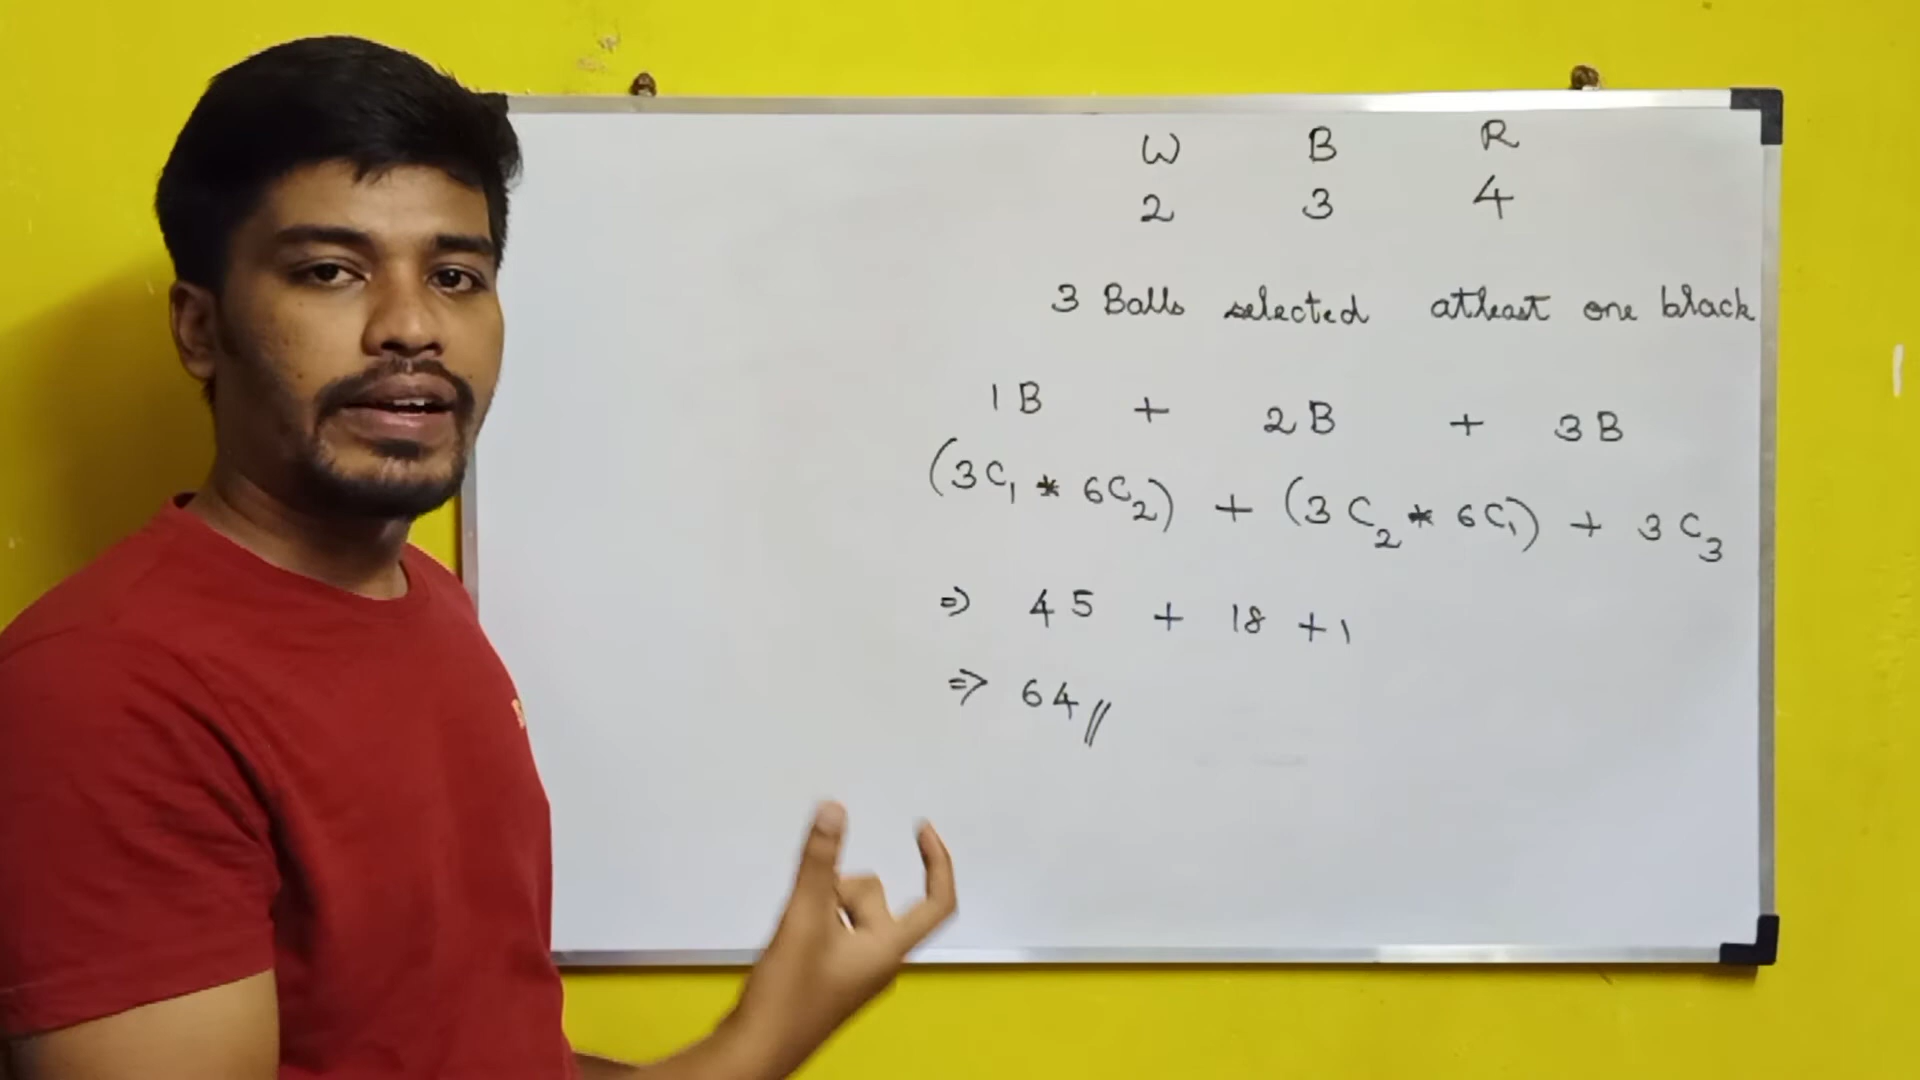 W B R
2 3 4
3 Balls selected atleast one black
1B + 2B + 3B
(3C₁ * 6C₂) + (3C₂ * 6C₁) + 3C₃
⇒ 45 + 18 + 1
⇒ 64 //